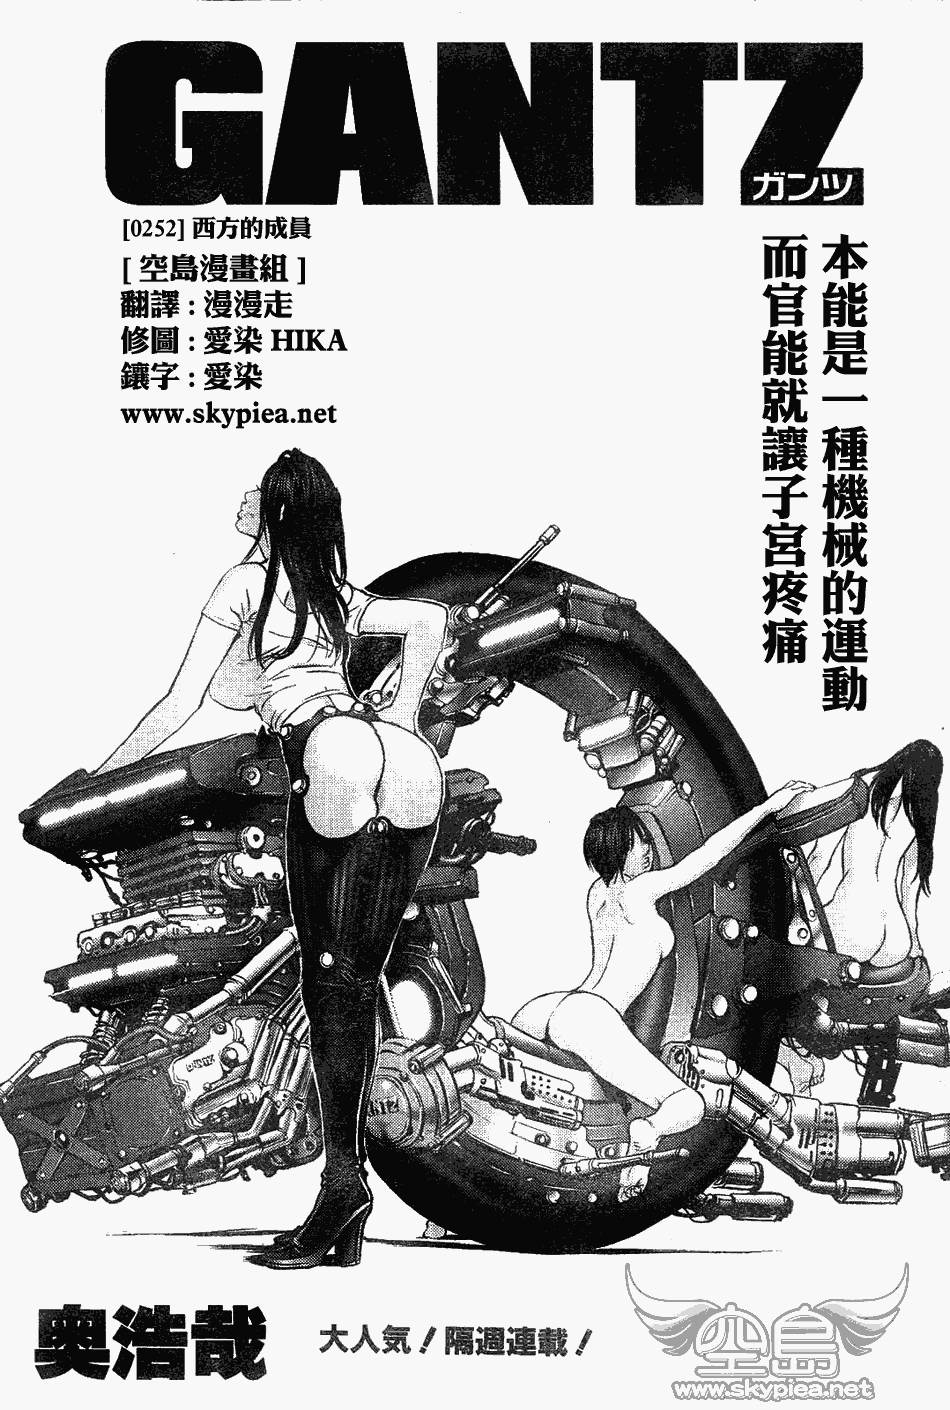 GANTZ
ガンツ
[0252] 西方的成員
[ 空島漫畫組 ]
翻譯 : 漫漫走
修圖 : 愛染 HIKA
鑲字 : 愛染
www.skypiea.net
本能是一種機械的運動
而官能就讓子宮疼痛
奥浩哉
大人気！隔週連載！
空島
www.skypiea.net